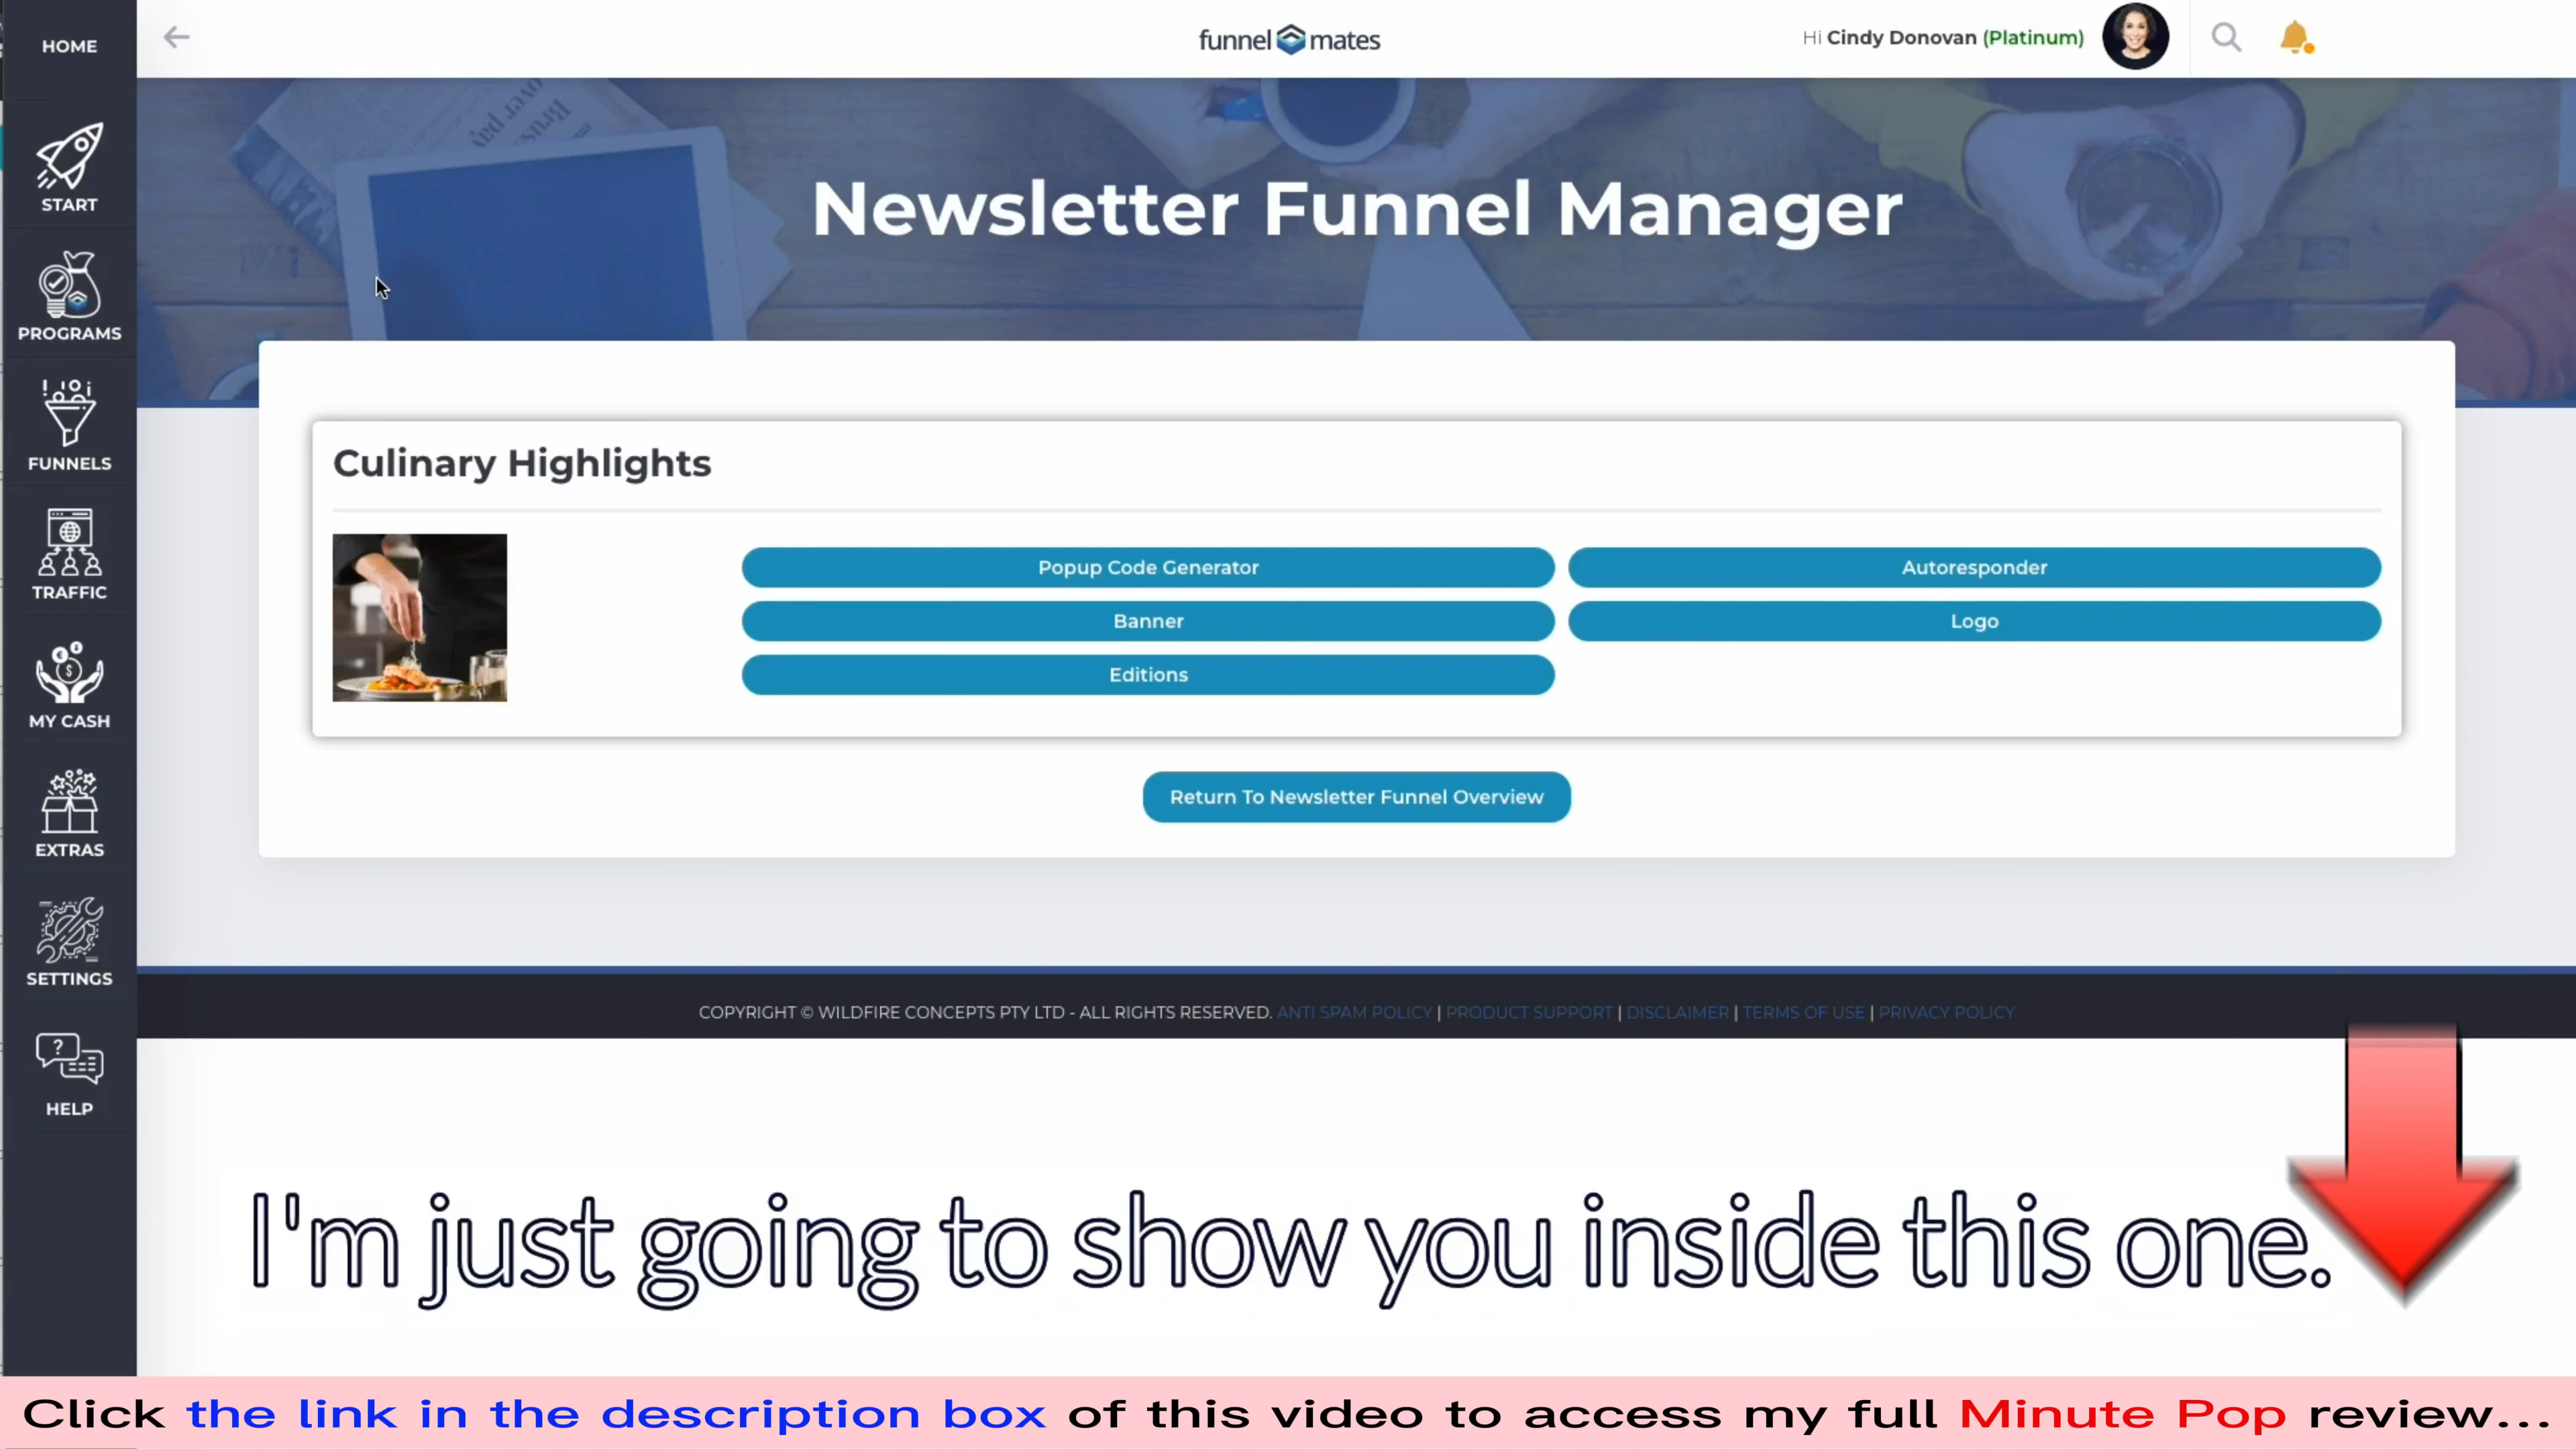 HOME
funnel mates
Hi Cindy Donovan (Platinum)
START
PROGRAMS
FUNNELS
TRAFFIC
MY CASH
EXTRAS
SETTINGS
HELP
Newsletter Funnel Manager
Culinary Highlights
Popup Code Generator
Autoresponder
Banner
Logo
Editions
Return To Newsletter Funnel Overview
COPYRIGHT © WILDFIRE CONCEPTS PTY LTD - ALL RIGHTS RESERVED. ANTI SPAM POLICY | PRODUCT SUPPORT | DISCLAIMER | TERMS OF USE | PRIVACY POLICY
I'm just going to show you inside this one.
Click the link in the description box of this video to access my full Minute Pop review...